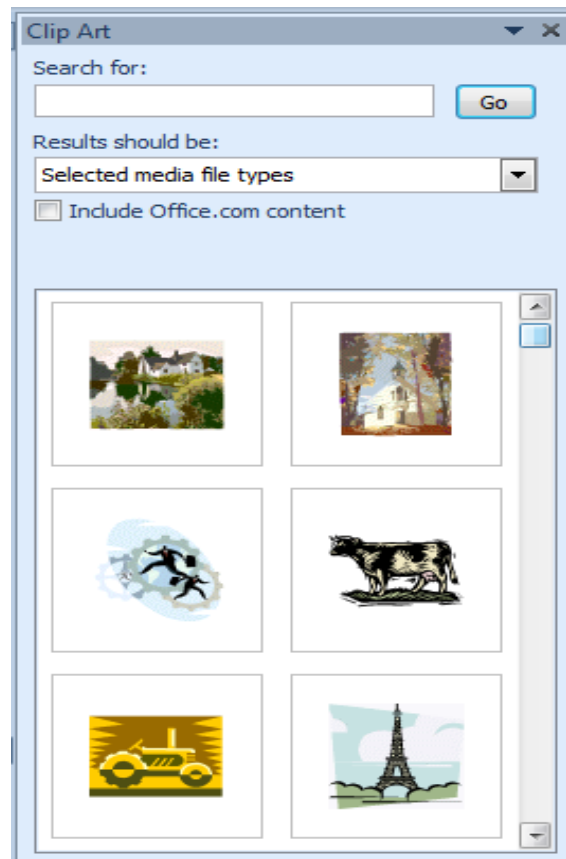 Clip Art
Search for:
Go
Results should be:
Selected media file types
Include Office.com content